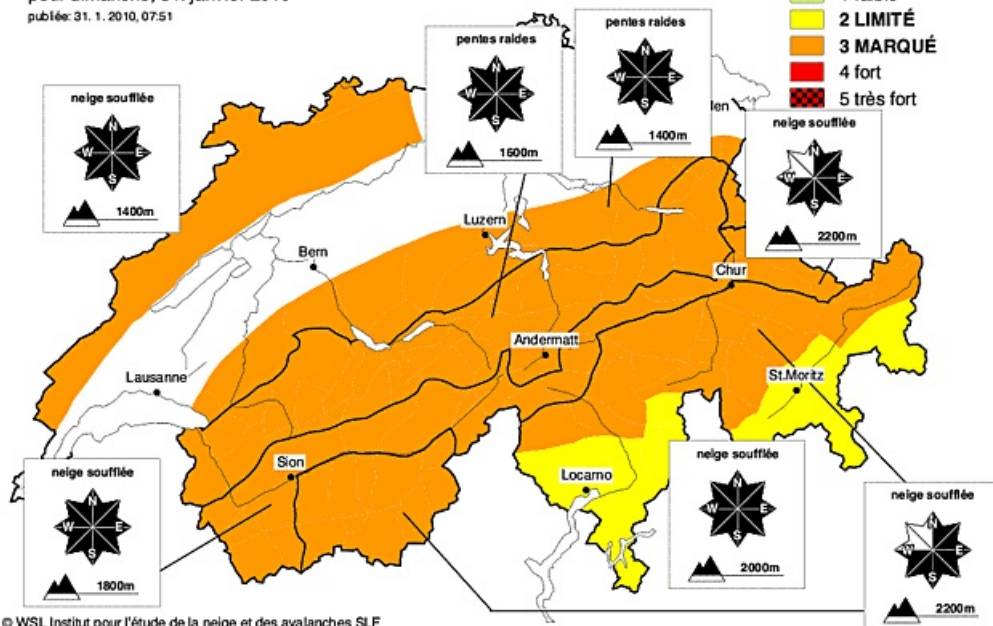 publiée: 31. 1. 2010, 07:51
2 LIMITÉ
3 MARQUÉ
4 fort
5 très fort
pentes raides
N
W E
S
1600m
pentes raides
N
W E
S
1400m
neige soufflée
N
W E
S
1400m
neige soufflée
N
W E
S
2200m
Luzern
Bern
Chur
Andermatt
Lausanne
St.Moritz
Sion
Locarno
neige soufflée
N
W E
S
1800m
neige soufflée
N
W E
S
2000m
neige soufflée
N
W E
S
2200m
© WSL Institut pour l'étude de la neige et des avalanches SLF